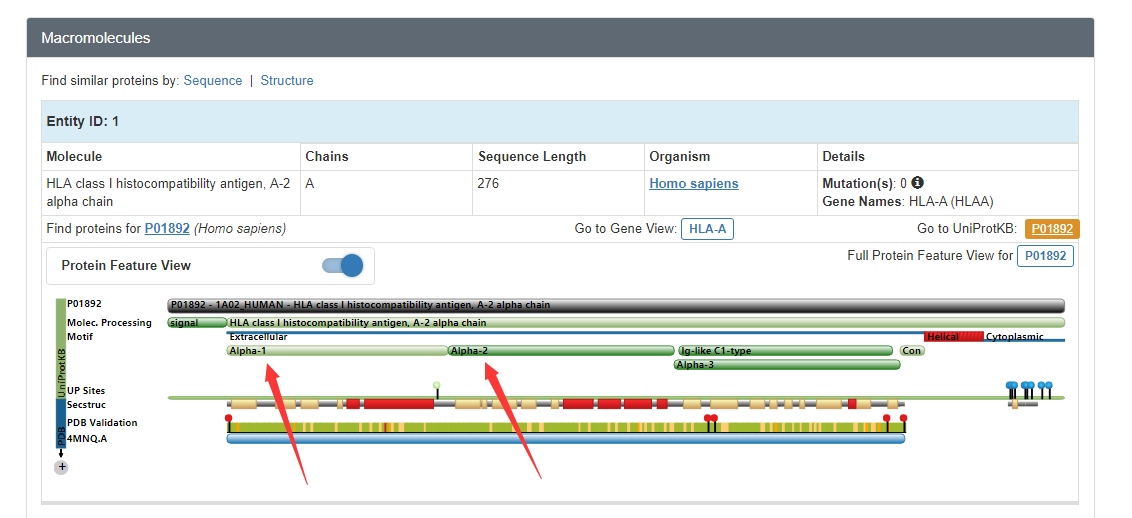 Macromolecules
Find similar proteins by: Sequence | Structure
Entity ID: 1
Molecule Chains Sequence Length Organism Details
HLA class I histocompatibility antigen, A-2 alpha chain A 276 Homo sapiens Mutation(s): 0
Gene Names: HLA-A (HLAA)
Find proteins for P01892 (Homo sapiens) Go to Gene View: HLA-A Go to UniProtKB: P01892
Protein Feature View Full Protein Feature View for P01892
P01892 P01892 - 1A02_HUMAN - HLA class I histocompatibility antigen, A-2 alpha chain
Molec. Processing signal HLA class I histocompatibility antigen, A-2 alpha chain
Motif Extracellular Helical Cytoplasmic
Alpha-1 Alpha-2 Ig-like C1-type Con
Alpha-3
UniProtKB
UP Sites
Secstruc
PDB Validation
PDB
4MNQ.A
+